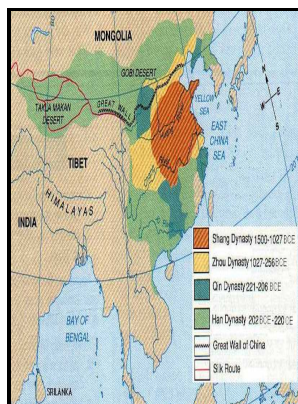 MONGOLIA
GOBI DESERT
TAKLA MAKAN
DESERT
GREAT WALL
YELLOW
SEA
EAST
CHINA
SEA
TIBET
HIMALAYAS
INDIA
BAY OF
BENGAL
SRILANKA
N
Shang Dynasty 1500-1027 BCE
Zhou Dynasty 1027-256 BCE
Qin Dynasty 221-206 BCE
Han Dynasty 202 BCE-220 CE
Great Wall of China
Silk Route